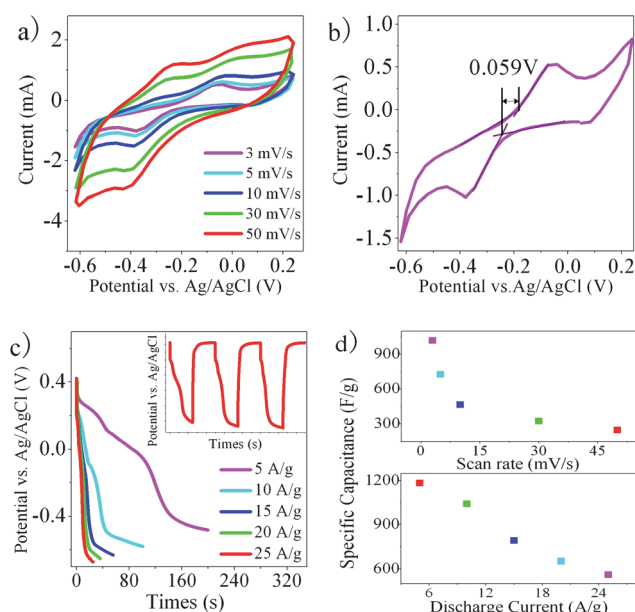 a)
2
0
-2
-4
Current (mA)
3 mV/s
5 mV/s
10 mV/s
30 mV/s
50 mV/s
-0.6 -0.4 -0.2 0.0 0.2
Potential vs. Ag/AgCl (V)
b)
1.0
0.5
0.0
-0.5
-1.0
-1.5
Current (mA)
0.059V
-0.6 -0.4 -0.2 0.0 0.2
Potential vs.Ag/AgCl (V)
c)
0.4
0.0
-0.4
Potential vs. Ag/AgCl (V)
Potential vs. Ag/AgCl
Times (s)
5 A/g
10 A/g
15 A/g
20 A/g
25 A/g
0 80 160 240 320
Times (s)
d)
Specific Capacitance (F/g)
900
600
300
0 15 30 45
Scan rate (mV/s)
1200
900
600
6 12 18 24
Discharge Current (A/g)